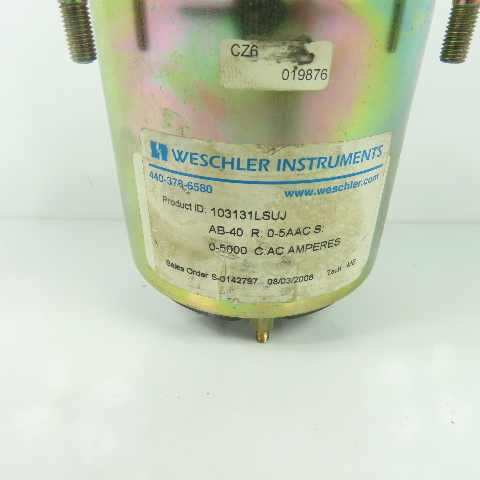 CZ6
019876
WESCHLER INSTRUMENTS
440-378-6580
www.weschler.com
Product ID: 103131LSUJ
AB-40 R: 0-5AAC S:
0-5000 C.AC AMPERES
Sales Order S-0142797 08/03/2006